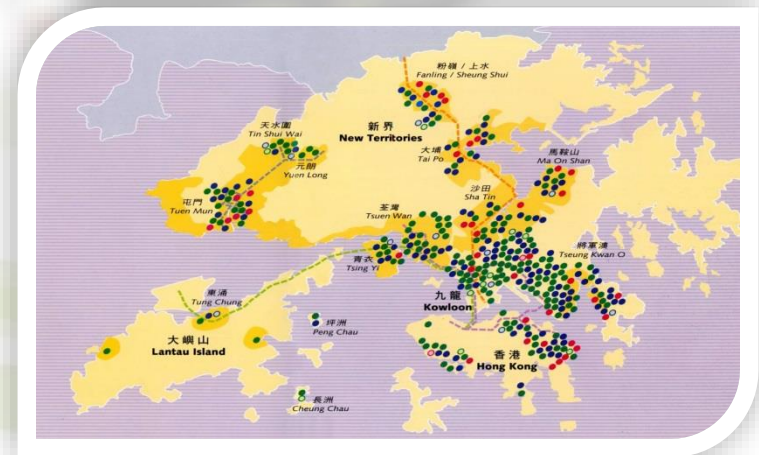 粉嶺 / 上水
Fanling / Sheung Shui
天水圍
Tin Shui Wai
新界
New Territories
元朗
Yuen Long
大埔
Tai Po
馬鞍山
Ma On Shan
屯門
Tuen Mun
荃灣
Tsuen Wan
沙田
Sha Tin
青衣
Tsing Yi
將軍澳
Tseung Kwan O
東涌
Tung Chung
九龍
Kowloon
坪洲
Peng Chau
大嶼山
Lantau Island
香港
Hong Kong
長洲
Cheung Chau